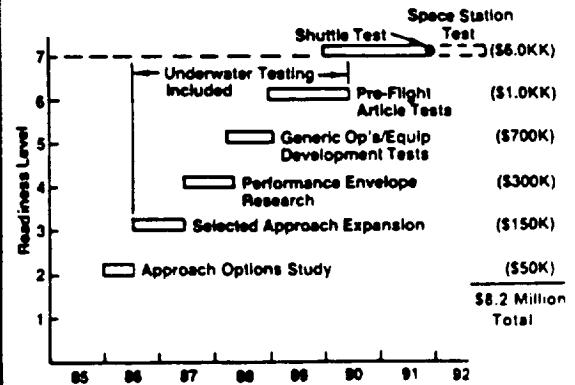 Space Station
Test
Shuttle Test
7
($6.0KK)
Underwater Testing
Included
6
Pre-Flight
Article Tests
($1.0KK)
5
Generic Op's/Equip
Development Tests
($700K)
4
Performance Envelope
Research
($300K)
3
Selected Approach Expansion
($150K)
2
Approach Options Study
($50K)
$8.2 Million
Total
1
Readiness Level
85 86 87 88 89 90 91 92